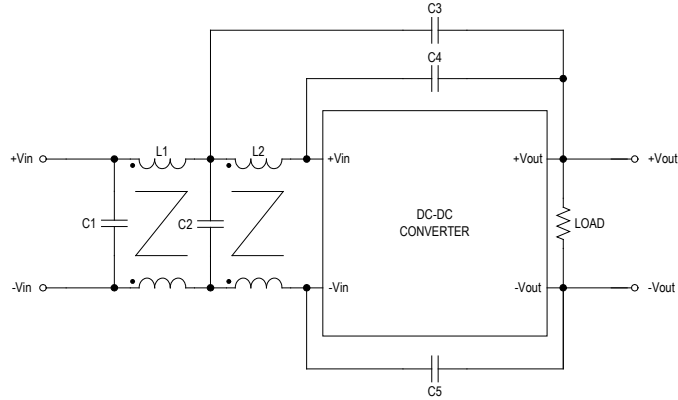 C3
C4
L1
L2
+Vin
+Vin
+Vout
+Vout
C1
C2
DC-DC
CONVERTER
LOAD
-Vin
-Vin
-Vout
-Vout
C5